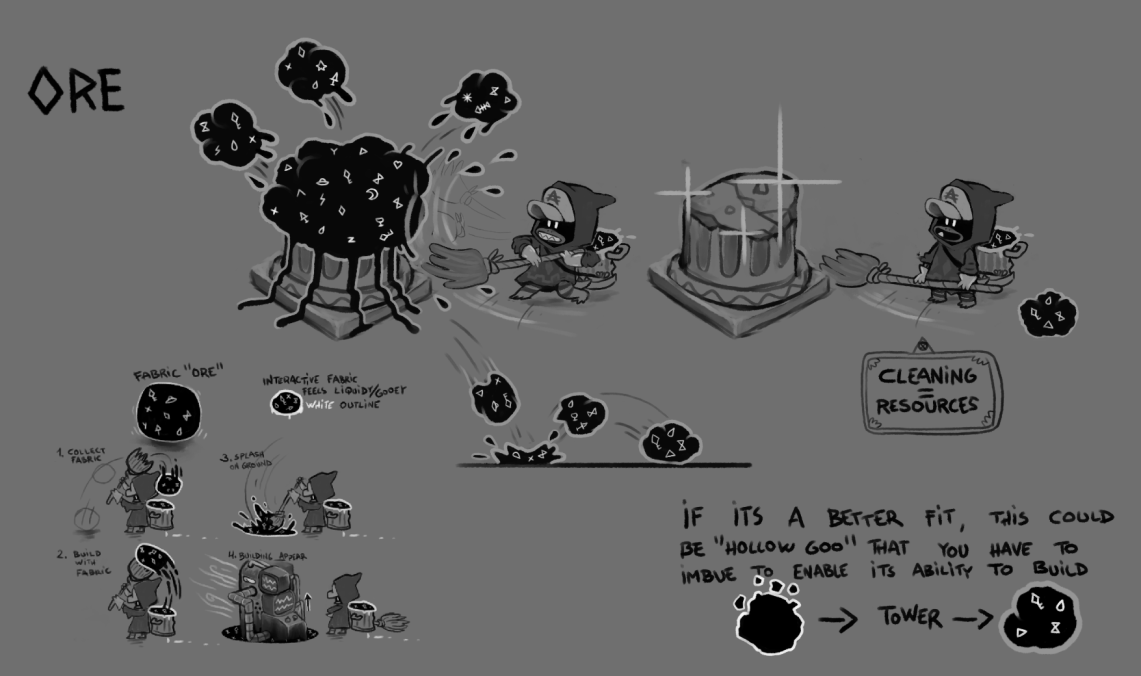 ORE
FABRIC "ORE"
INTERACTIVE FABRIC
FEELS LIQUIDY/GOOEY
WHITE OUTLINE
1. COLLECT
FABRIC
2. BUILD
WITH
FABRIC
3. SPLASH
ON GROUND
4. BUILDING APPEAR
CLEANING
=
RESOURCES
IF ITS A BETTER FIT, THIS COULD
BE "HOLLOW GOO" THAT YOU HAVE TO
IMBUE TO ENABLE ITS ABILITY TO BUILD
TOWER